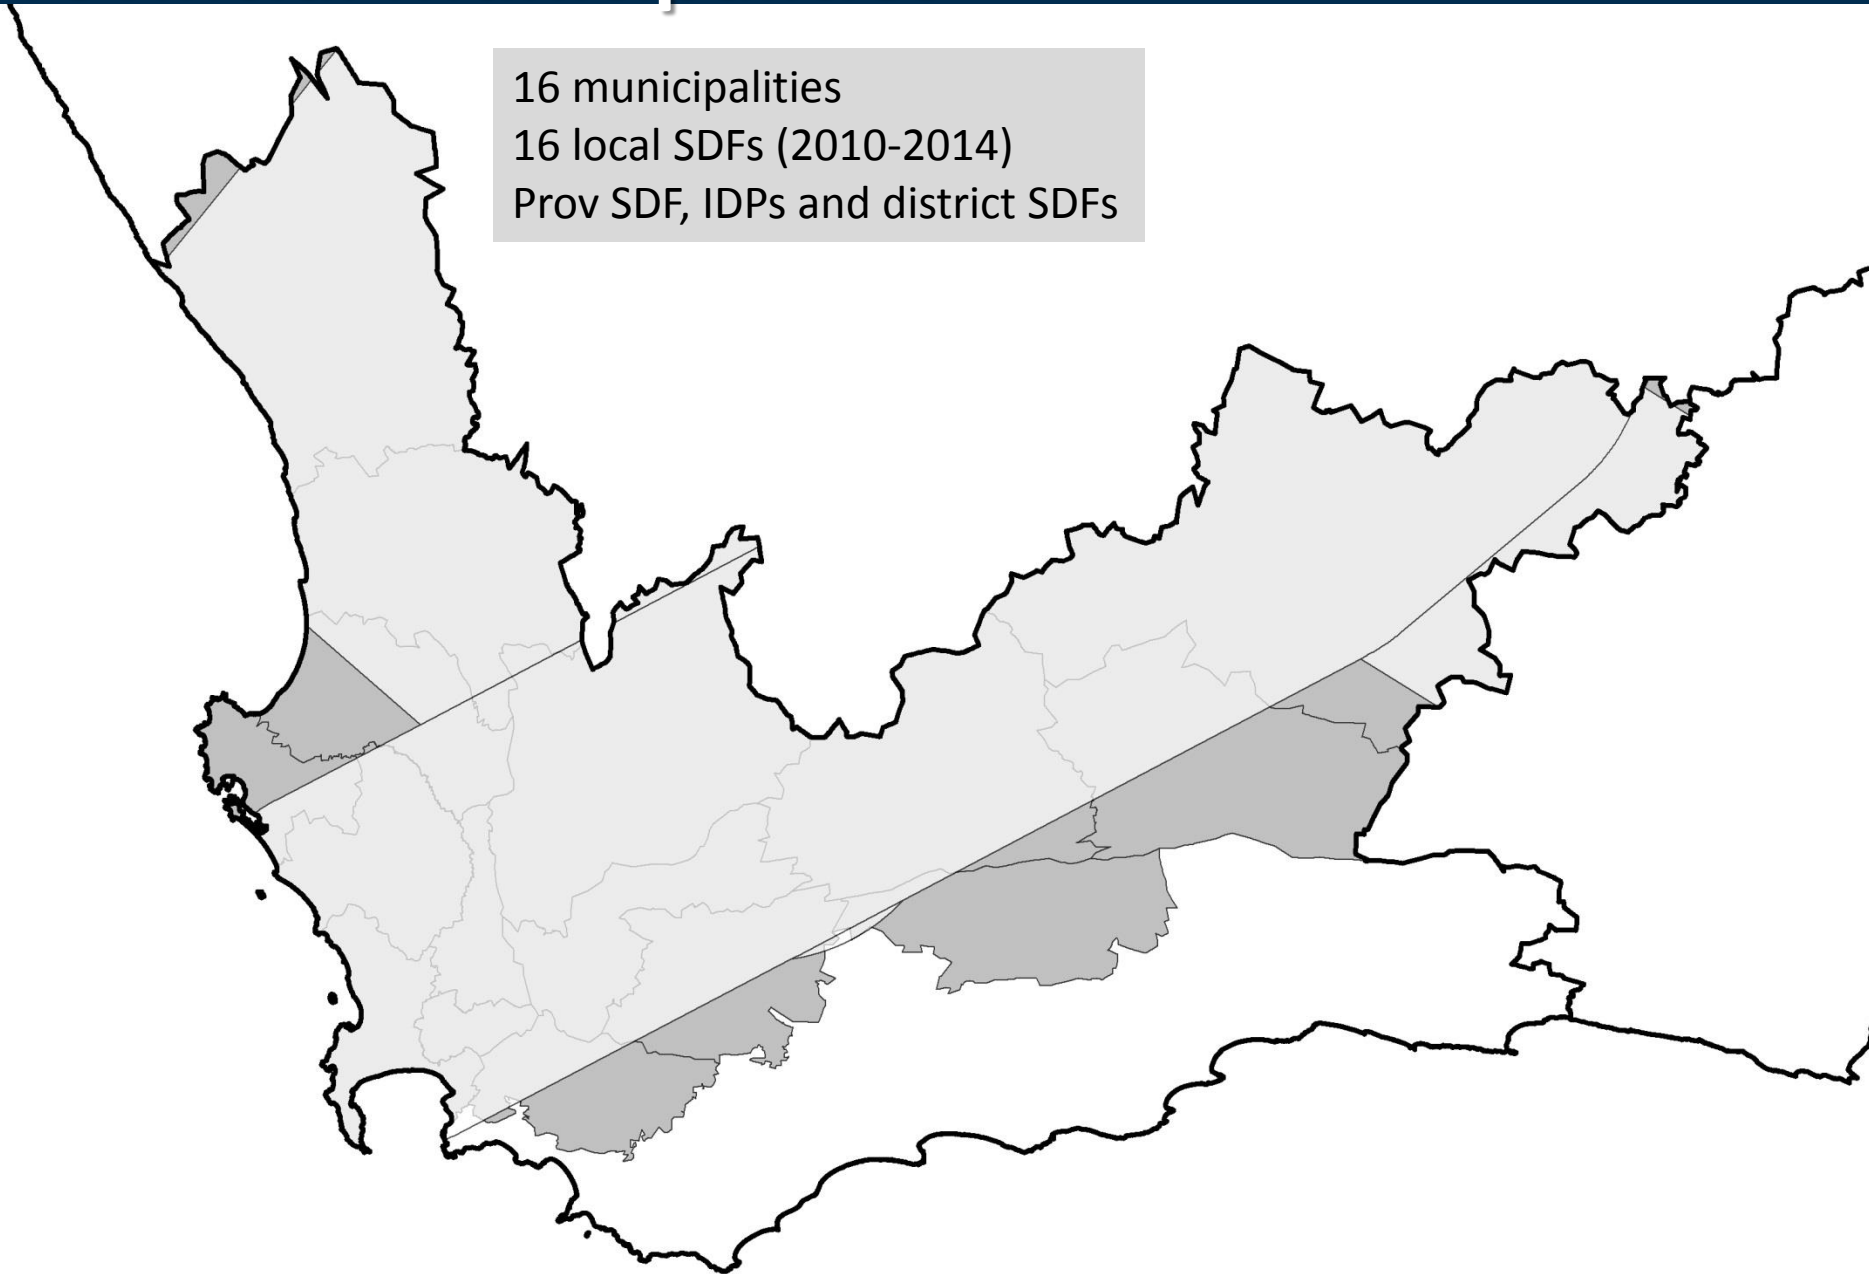 16 municipalities
16 local SDFs (2010-2014)
Prov SDF, IDPs and district SDFs